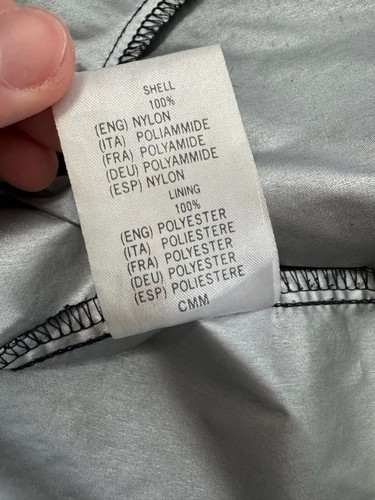 SHELL
100%
(ENG) NYLON
(ITA) POLIAMMIDE
(FRA) POLYAMIDE
(DEU) POLYAMMIDE
(ESP) NYLON
LINING
100%
(ENG) POLYESTER
(ITA) POLIESTERE
(FRA) POLYESTER
(DEU) POLYESTER
(ESP) POLIESTERE
CMM